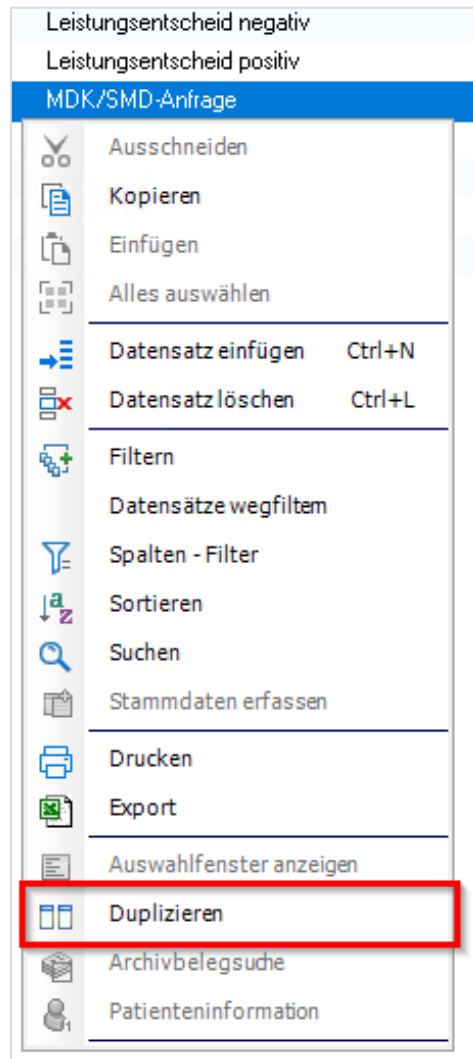 Leistungsentscheid negativ
Leistungsentscheid positiv
MDK/SMD-Anfrage
Ausschneiden
Kopieren
Einfügen
Alles auswählen
Datensatz einfügen Ctrl+N
Datensatz löschen Ctrl+L
Filtern
Datensätze wegfiltern
Spalten - Filter
Sortieren
Suchen
Stammdaten erfassen
Drucken
Export
Auswahlfenster anzeigen
Duplizieren
Archivbelegsuche
Patienteninformation